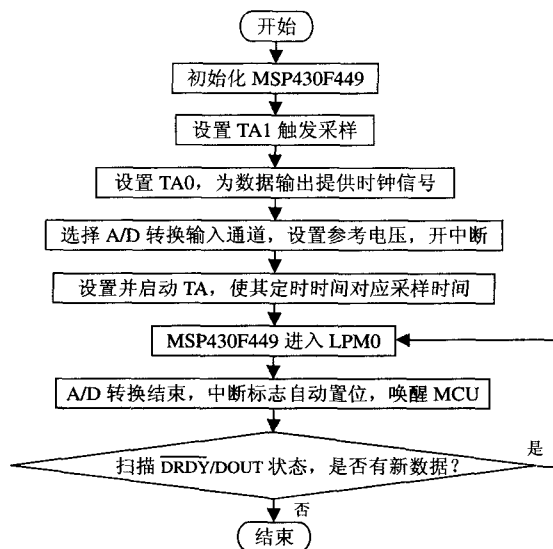 开始
初始化 MSP430F449
设置 TA1 触发采样
设置 TA0，为数据输出提供时钟信号
选择 A/D 转换输入通道，设置参考电压，开中断
设置并启动 TA，使其定时时间对应采样时间
MSP430F449 进入 LPM0
A/D 转换结束，中断标志自动置位，唤醒 MCU
扫描 D̅R̅D̅Y̅/DOUT 状态，是否有新数据？
是
否
结束